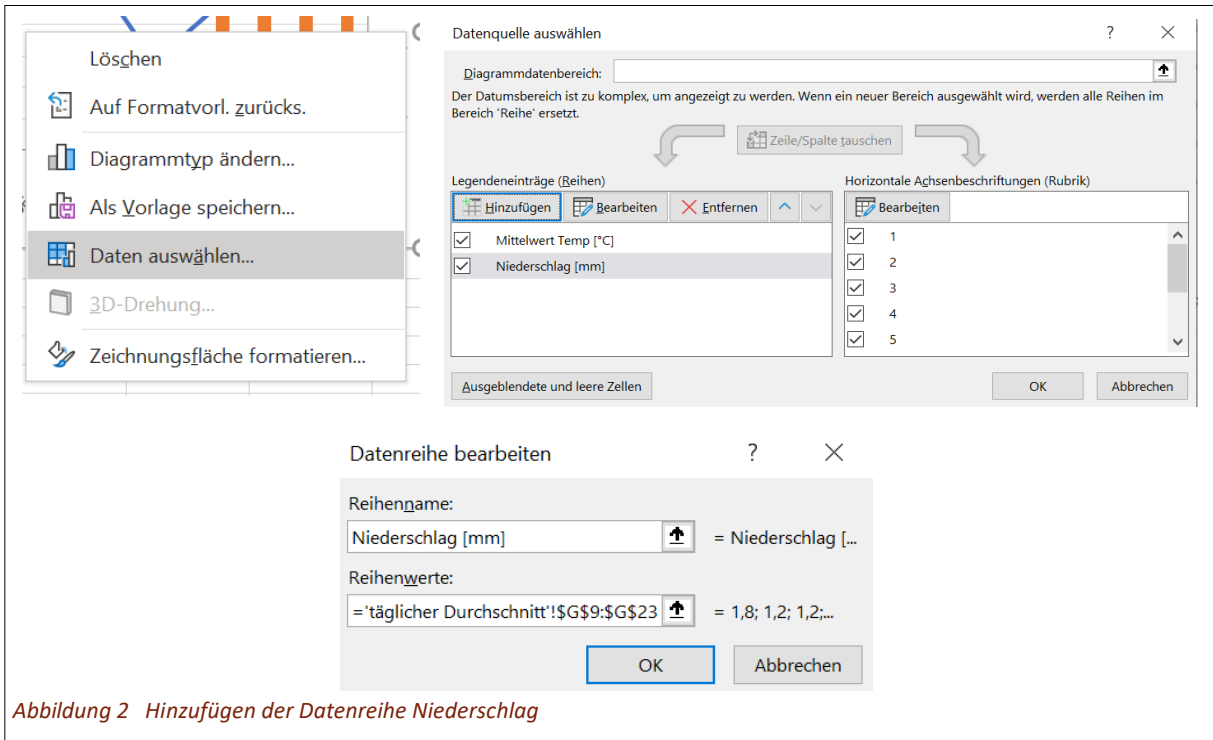 Löschen
Auf Formatvorl. zurücks.
Diagrammtyp ändern...
Als Vorlage speichern...
Daten auswählen...
3D-Drehung...
Zeichnungsfläche formatieren...
Datenquelle auswählen ?
Diagrammdatenbereich:
Der Datumsbereich ist zu komplex, um angezeigt zu werden. Wenn ein neuer Bereich ausgewählt wird, werden alle Reihen im
Bereich 'Reihe' ersetzt.
Zeile/Spalte tauschen
Legendeneinträge (Reihen)
Hinzufügen Bearbeiten Entfernen
Mittelwert Temp [°C]
Niederschlag [mm]
Horizontale Achsenbeschriftungen (Rubrik)
Bearbeiten
1
2
3
4
5
Ausgeblendete und leere Zellen OK Abbrechen
Datenreihe bearbeiten ?
Reihenname:
Niederschlag [mm] = Niederschlag [...
Reihenwerte:
='täglicher Durchschnitt'!$G$9:$G$23 = 1,8; 1,2; 1,2;...
OK Abbrechen
Abbildung 2 Hinzufügen der Datenreihe Niederschlag